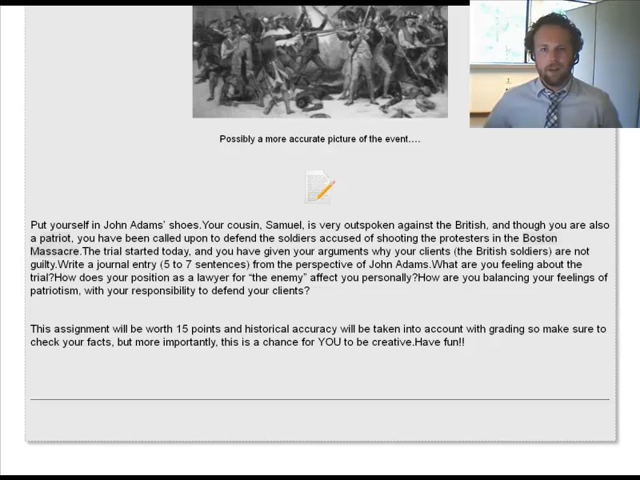 Possibly a more accurate picture of the event….
Put yourself in John Adams' shoes.Your cousin, Samuel, is very outspoken against the British, and though you are also
a patriot, you have been called upon to defend the soldiers accused of shooting the protesters in the Boston
Massacre.The trial started today, and you have given your arguments why your clients (the British soldiers) are not
guilty.Write a journal entry (5 to 7 sentences) from the perspective of John Adams.What are you feeling about the
trial?How does your position as a lawyer for "the enemy" affect you personally?How are you balancing your feelings of
patriotism, with your responsibility to defend your clients?
This assignment will be worth 15 points and historical accuracy will be taken into account with grading so make sure to
check your facts, but more importantly, this is a chance for YOU to be creative.Have fun!!